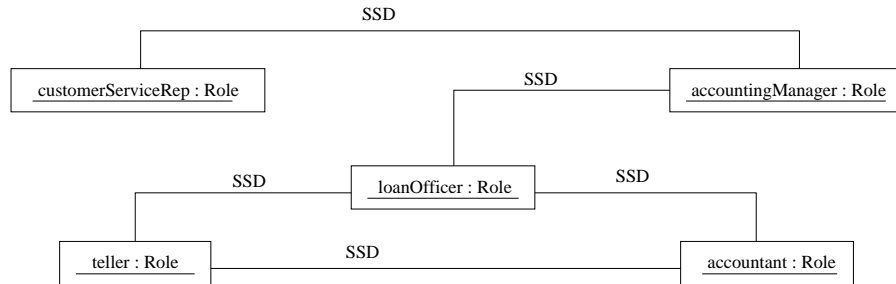 SSD
customerServiceRep : Role
SSD
accountingManager : Role
SSD
loanOfficer : Role
SSD
teller : Role
SSD
accountant : Role